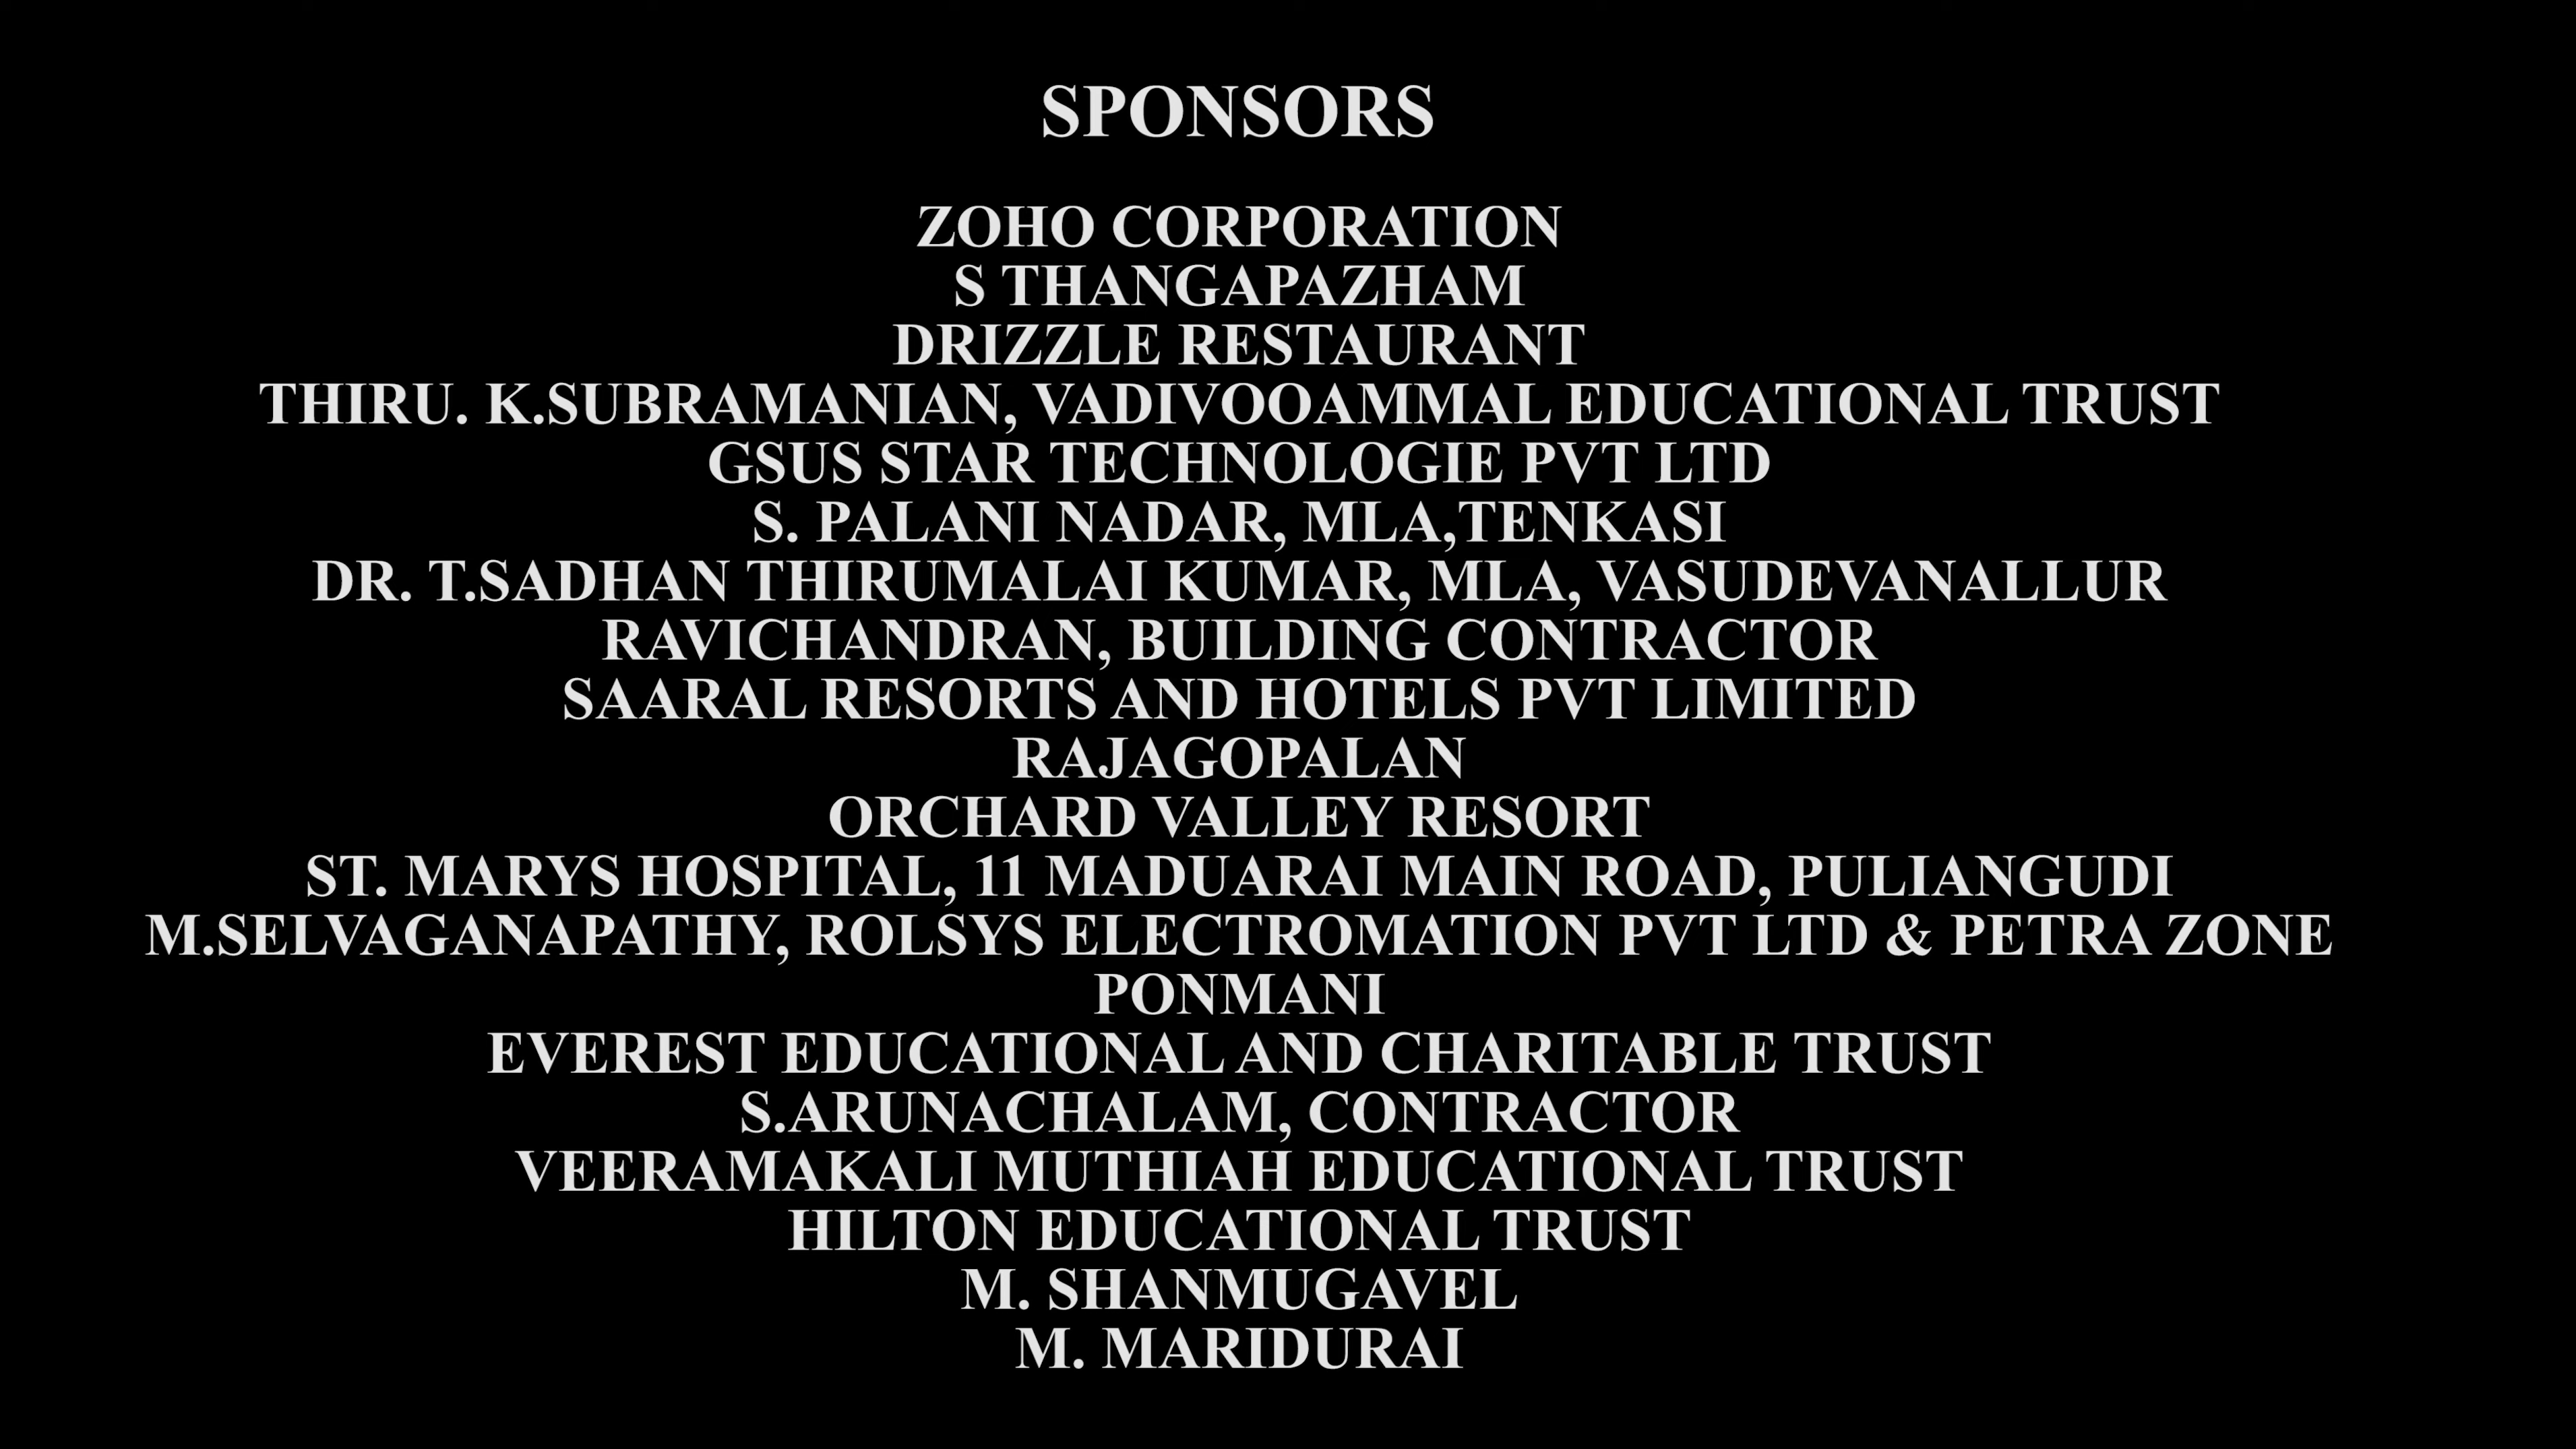 SPONSORS
ZOHO CORPORATION
S THANGAPAZHAM
DRIZZLE RESTAURANT
THIRU. K.SUBRAMANIAN, VADIVOOAMMAL EDUCATIONAL TRUST
GSUS STAR TECHNOLOGIE PVT LTD
S. PALANI NADAR, MLA,TENKASI
DR. T.SADHAN THIRUMALAI KUMAR, MLA, VASUDEVANALLUR
RAVICHANDRAN, BUILDING CONTRACTOR
SAARAL RESORTS AND HOTELS PVT LIMITED
RAJAGOPALAN
ORCHARD VALLEY RESORT
ST. MARYS HOSPITAL, 11 MADUARAI MAIN ROAD, PULIANGUDI
M.SELVAGANAPATHY, ROLSYS ELECTROMATION PVT LTD & PETRA ZONE
PONMANI
EVEREST EDUCATIONAL AND CHARITABLE TRUST
S.ARUNACHALAM, CONTRACTOR
VEERAMAKALI MUTHIAH EDUCATIONAL TRUST
HILTON EDUCATIONAL TRUST
M. SHANMUGAVEL
M. MARIDURAI